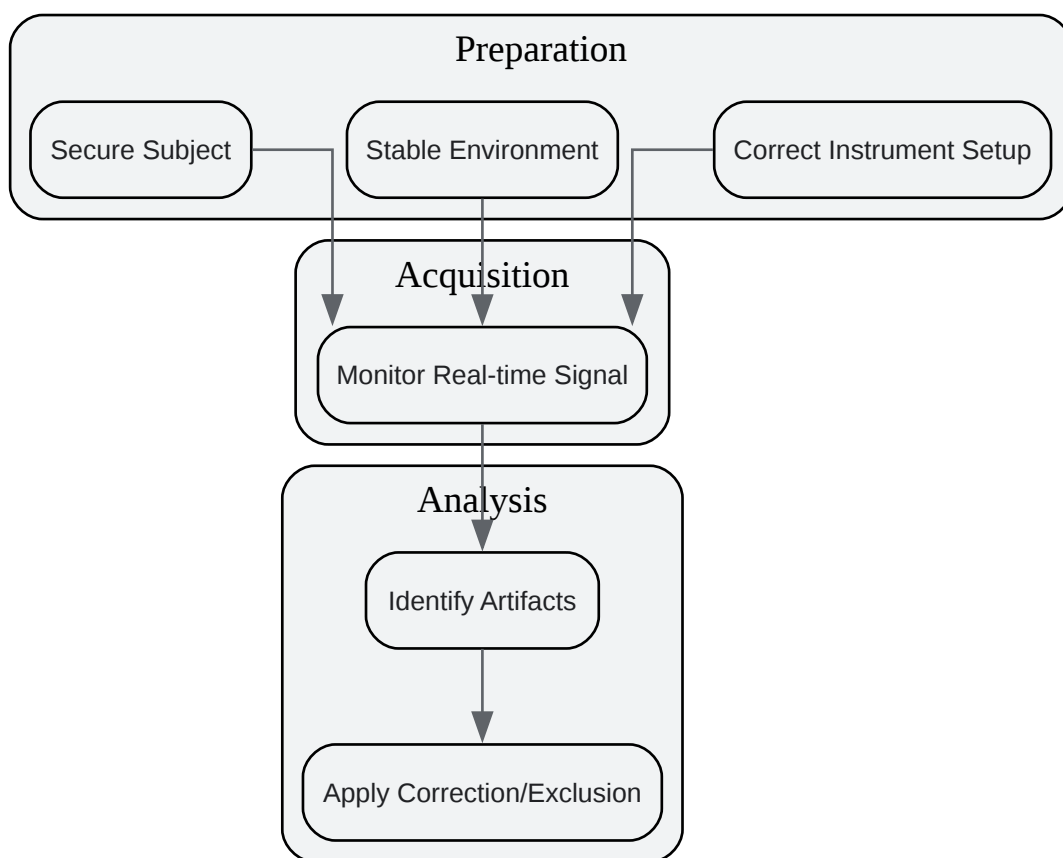 Preparation
Secure Subject
Stable Environment
Correct Instrument Setup
Acquisition
Monitor Real-time Signal
Analysis
Identify Artifacts
Apply Correction/Exclusion